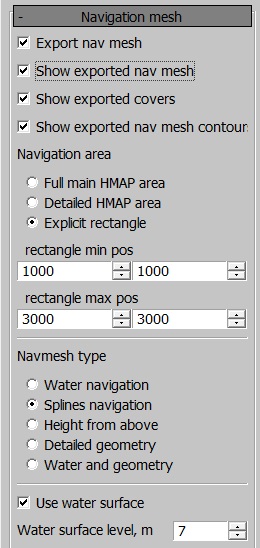 - Navigation mesh
Export nav mesh
Show exported nav mesh
Show exported covers
Show exported nav mesh contour
Navigation area
Full main HMAP area
Detailed HMAP area
Explicit rectangle
rectangle min pos
1000 1000
rectangle max pos
3000 3000
Navmesh type
Water navigation
Splines navigation
Height from above
Detailed geometry
Water and geometry
Use water surface
Water surface level, m 7